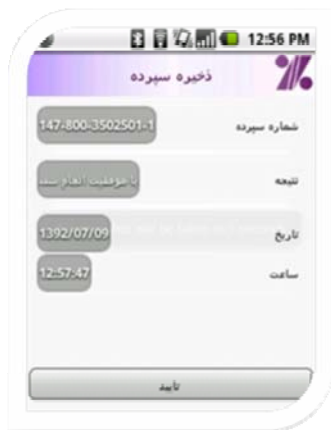 12:56 PM
ذخیره سپرده
شماره سپرده 147-800-3502501-1
نتیجه با موفقیت انجام شد
تاریخ 1392/07/09
ساعت 12:57:47
تایید